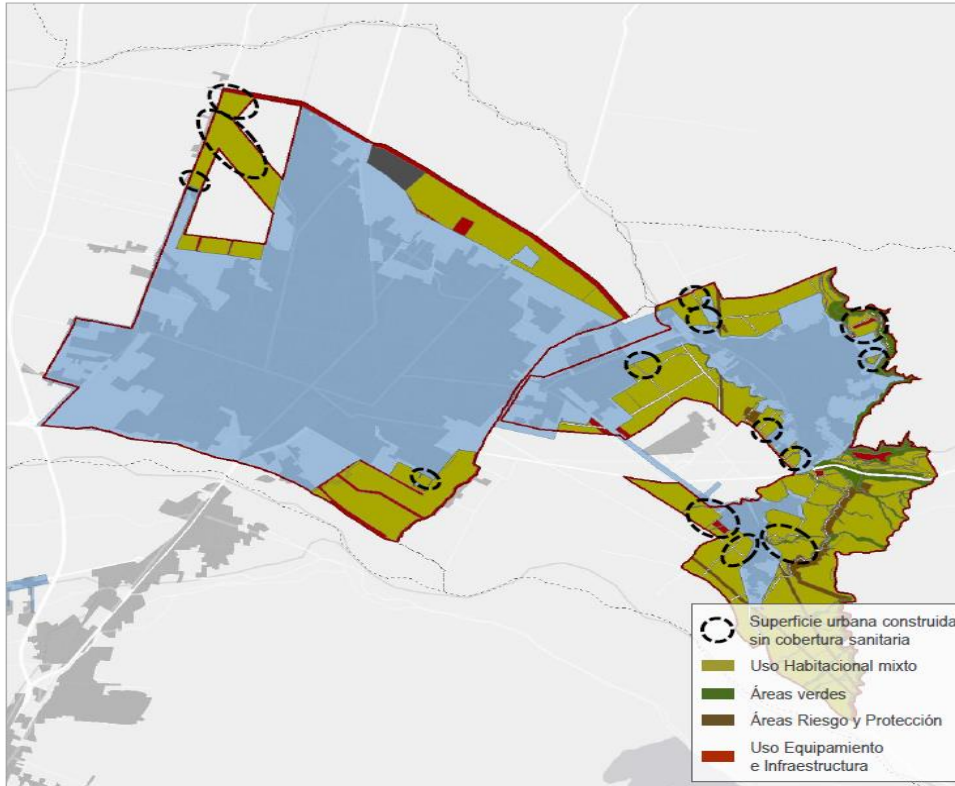 Superficie urbana construida
sin cobertura sanitaria
Uso Habitacional mixto
Áreas verdes
Áreas Riesgo y Protección
Uso Equipamiento
e Infraestructura